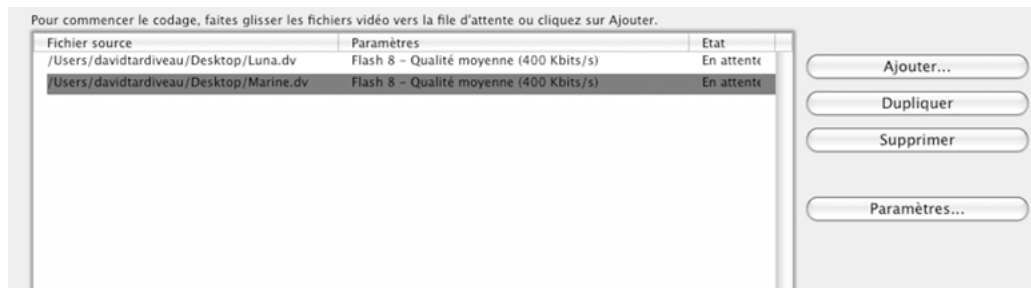 Pour commencer le codage, faites glisser les fichiers vidéo vers la file d'attente ou cliquez sur Ajouter.
Fichier source Paramètres Etat
/Users/davidtardiveau/Desktop/Luna.dv Flash 8 – Qualité moyenne (400 Kbits/s) En attente
/Users/davidtardiveau/Desktop/Marine.dv Flash 8 – Qualité moyenne (400 Kbits/s) En attente
Ajouter...
Dupliquer
Supprimer
Paramètres...